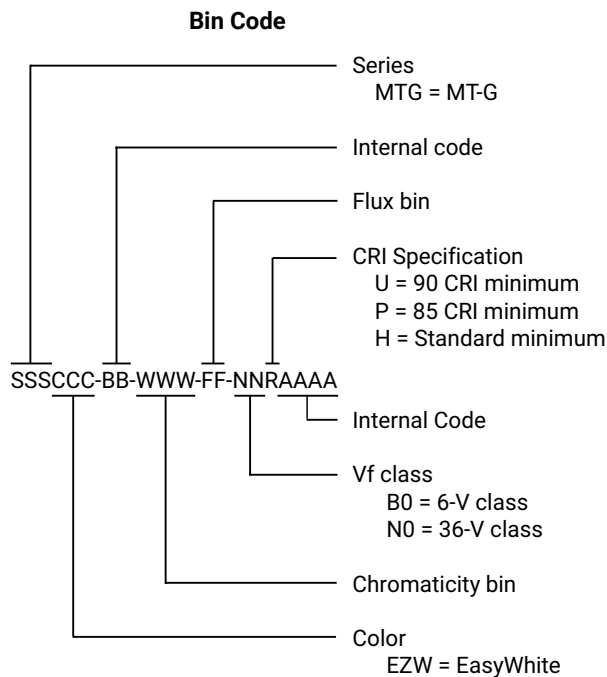 Bin Code
Series
MTG = MT-G
Internal code
Flux bin
CRI Specification
U = 90 CRI minimum
P = 85 CRI minimum
H = Standard minimum
SSSCCC-BB-WWW-FF-NNRAAAA
Internal Code
Vf class
B0 = 6-V class
N0 = 36-V class
Chromaticity bin
Color
EZW = EasyWhite